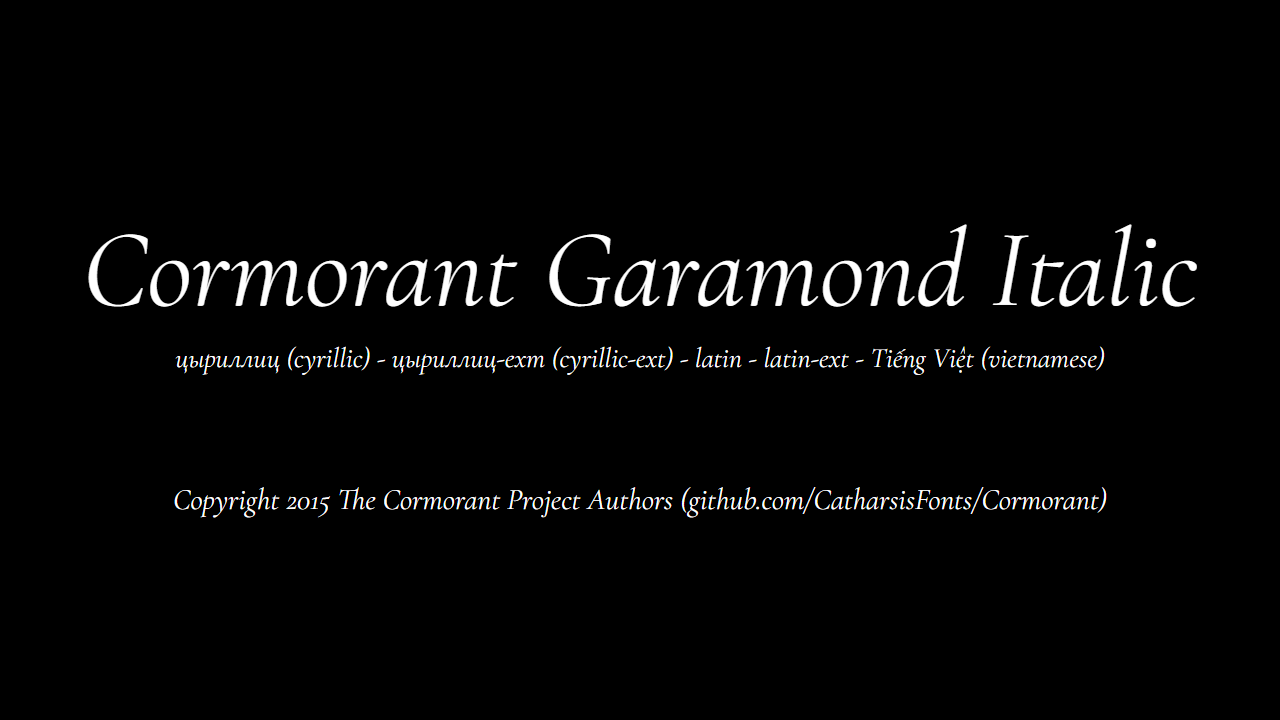 Cormorant Garamond Italic
цыриллиц (cyrillic) - цыриллиц-ext (cyrillic-ext) - latin - latin-ext - Tiếng Việt (vietnamese)
Copyright 2015 The Cormorant Project Authors (github.com/CatharsisFonts/Cormorant)